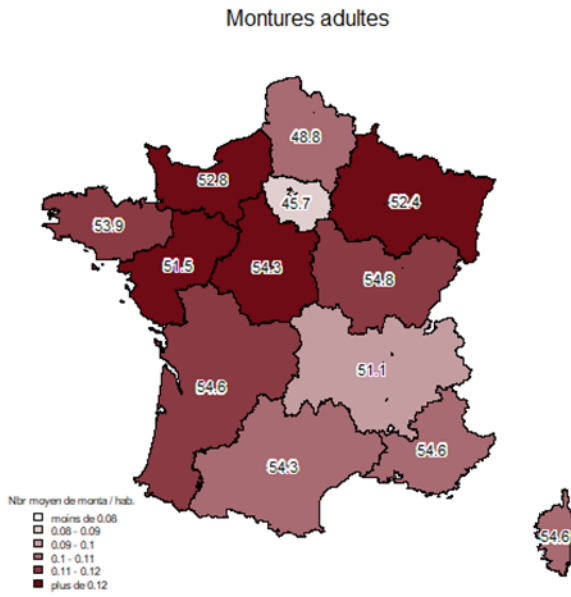 Montures adultes
48.8
52.8
45.7
52.4
53.9
51.5
54.3
54.8
51.1
54.6
54.6
54.3
54.6
Nbr moyen de monta / hab.
moins de 0.08
0.08 - 0.09
0.09 - 0.1
0.1 - 0.11
0.11 - 0.12
plus de 0.12